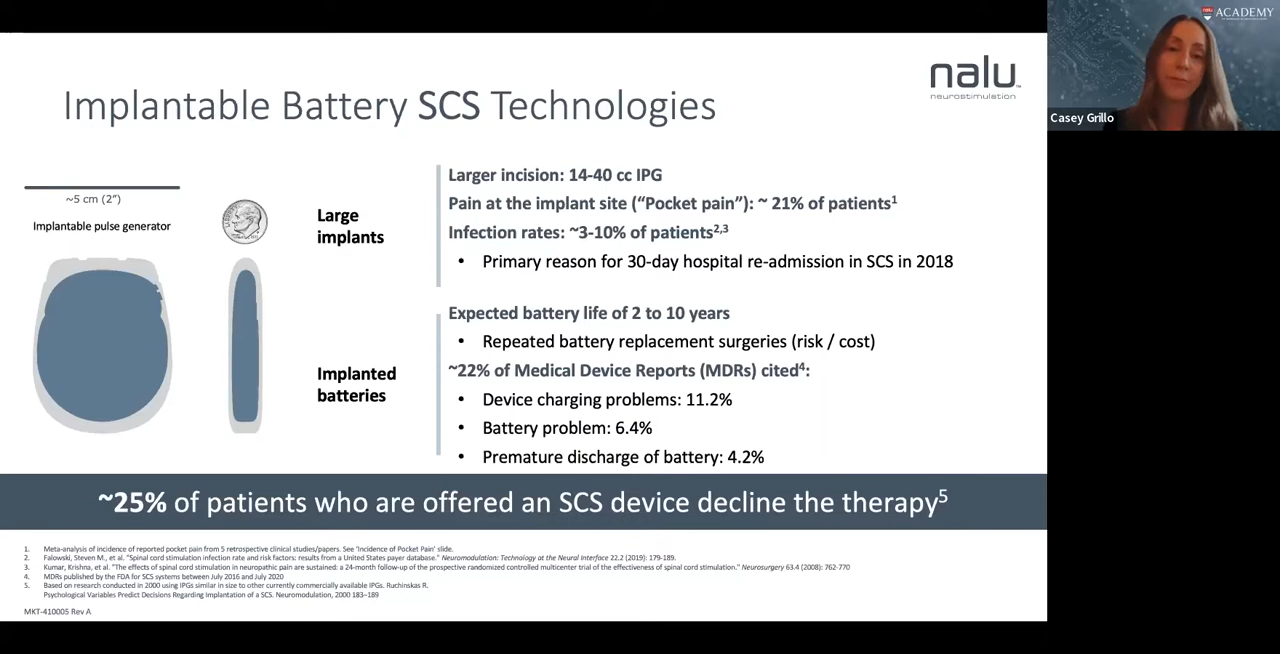 nalu
ACADEMY
Casey Grillo
nalu™
neurostimulation
Implantable Battery SCS Technologies
~5 cm (2")
Implantable pulse generator
Large
implants
Larger incision: 14-40 cc IPG
Pain at the implant site ("Pocket pain"): ~ 21% of patients1
Infection rates: ~3-10% of patients2,3
• Primary reason for 30-day hospital re-admission in SCS in 2018
Implanted
batteries
Expected battery life of 2 to 10 years
• Repeated battery replacement surgeries (risk / cost)
~22% of Medical Device Reports (MDRs) cited4:
• Device charging problems: 11.2%
• Battery problem: 6.4%
• Premature discharge of battery: 4.2%
~25% of patients who are offered an SCS device decline the therapy5
1. Meta-analysis of incidence of reported pocket pain from 5 retrospective clinical studies/papers. See 'Incidence of Pocket Pain' slide.
2. Falowski, Steven M., et al. "Spinal cord stimulation infection rate and risk factors: results from a United States payer database." Neuromodulation: Technology at the Neural Interface 22.2 (2019): 179-189.
3. Kumar, Krishna, et al. "The effects of spinal cord stimulation in neuropathic pain are sustained: a 24-month follow-up of the prospective randomized controlled multicenter trial of the effectiveness of spinal cord stimulation." Neurosurgery 63.4 (2008): 762-770
4. MDRs published by the FDA for SCS systems between July 2016 and July 2020
5. Based on research conducted in 2000 using IPGs similar in size to other currently commercially available IPGs. Ruchinskas R.
Psychological Variables Predict Decisions Regarding Implantation of a SCS. Neuromodulation, 2000 183–189
MKT-410005 Rev A